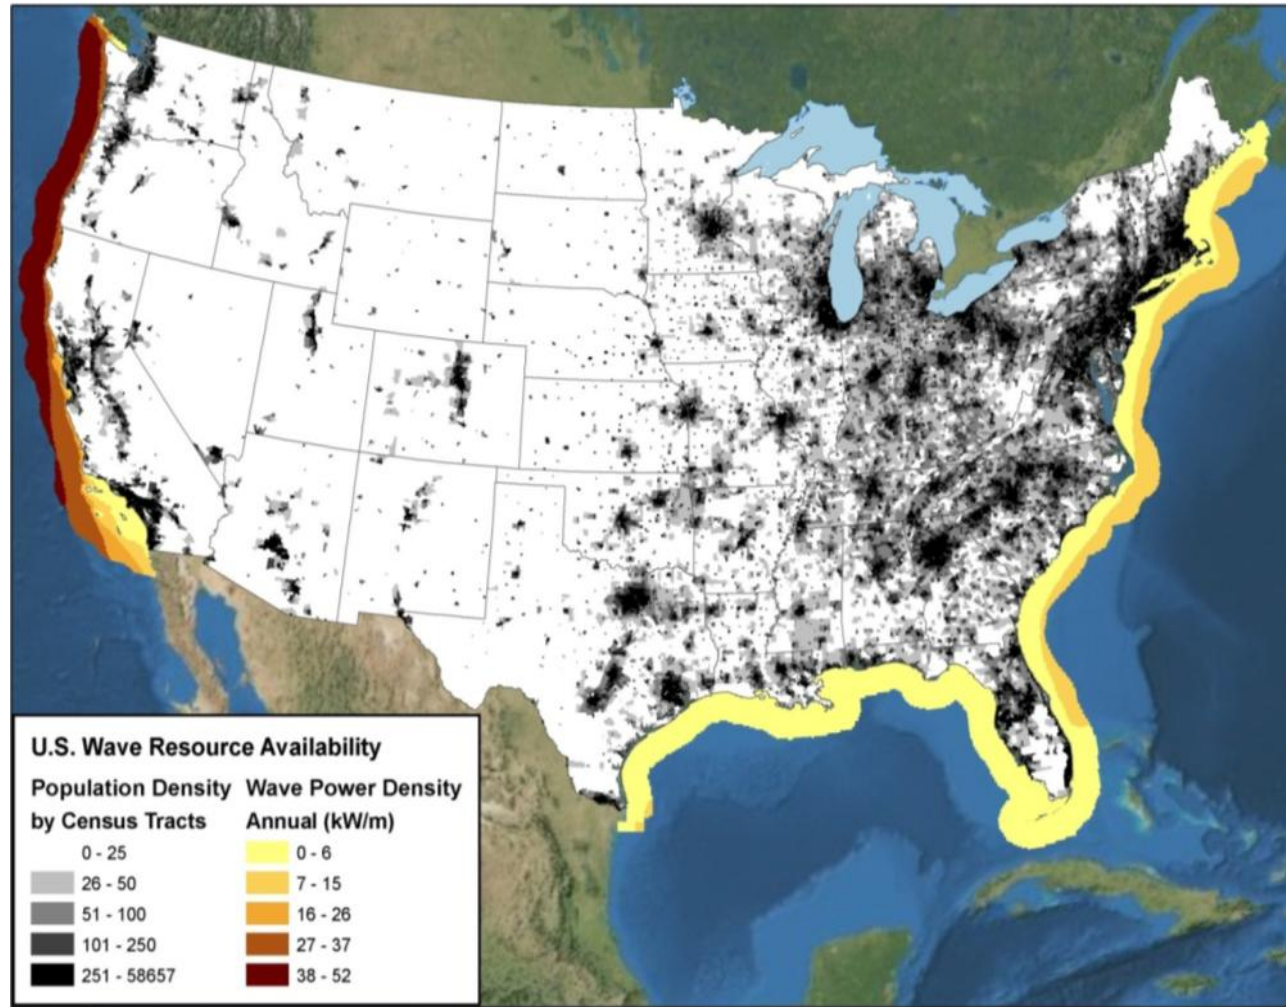 U.S. Wave Resource Availability
Population Density Wave Power Density
by Census Tracts Annual (kW/m)
0 - 25 0 - 6
26 - 50 7 - 15
51 - 100 16 - 26
101 - 250 27 - 37
251 - 58657 38 - 52